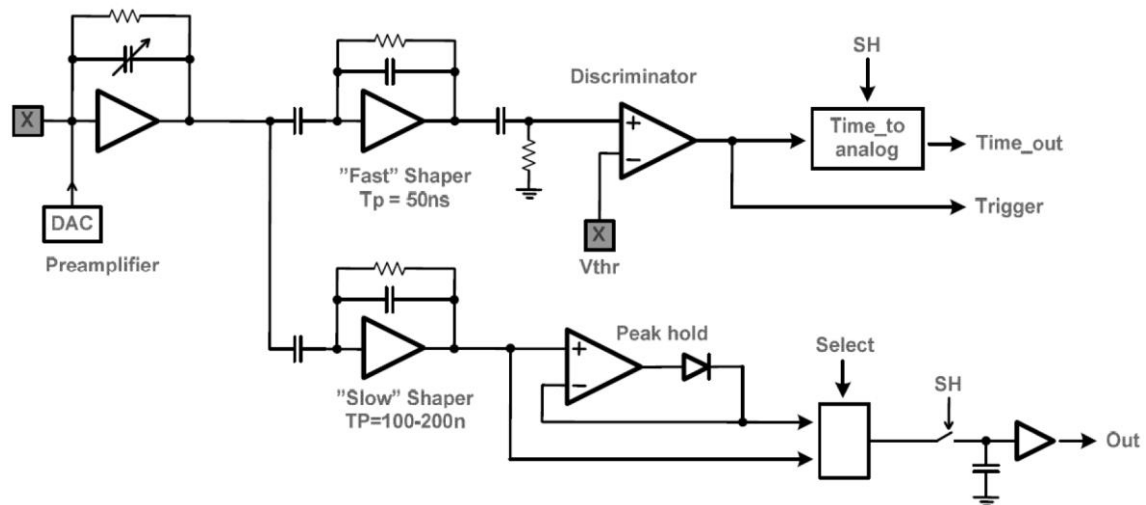 SH
Discriminator
X
+
−
Time_to
analog
Time_out
"Fast" Shaper
Tp = 50ns
DAC
Trigger
X
Preamplifier
Vthr
Peak hold
Select
+
−
SH
"Slow" Shaper
TP=100-200n
Out